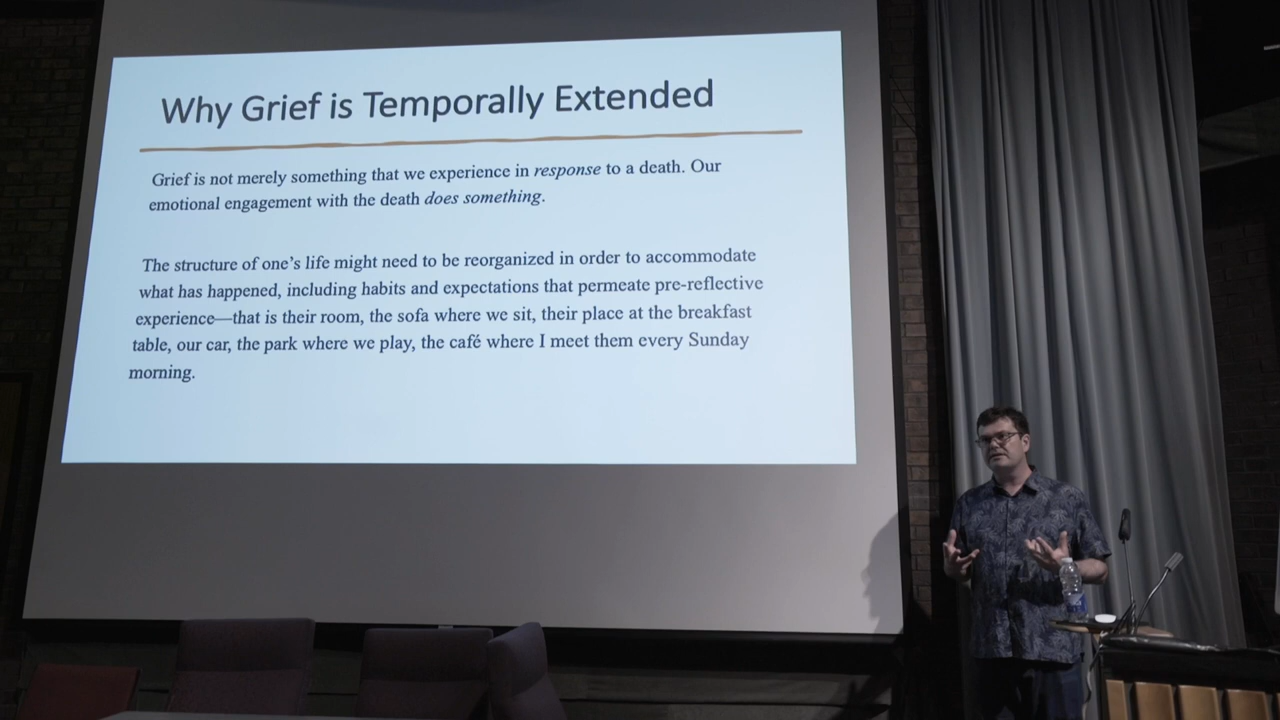 Why Grief is Temporally Extended
Grief is not merely something that we experience in response to a death. Our
emotional engagement with the death does something.
The structure of one’s life might need to be reorganized in order to accommodate
what has happened, including habits and expectations that permeate pre-reflective
experience—that is their room, the sofa where we sit, their place at the breakfast
table, our car, the park where we play, the café where I meet them every Sunday
morning.